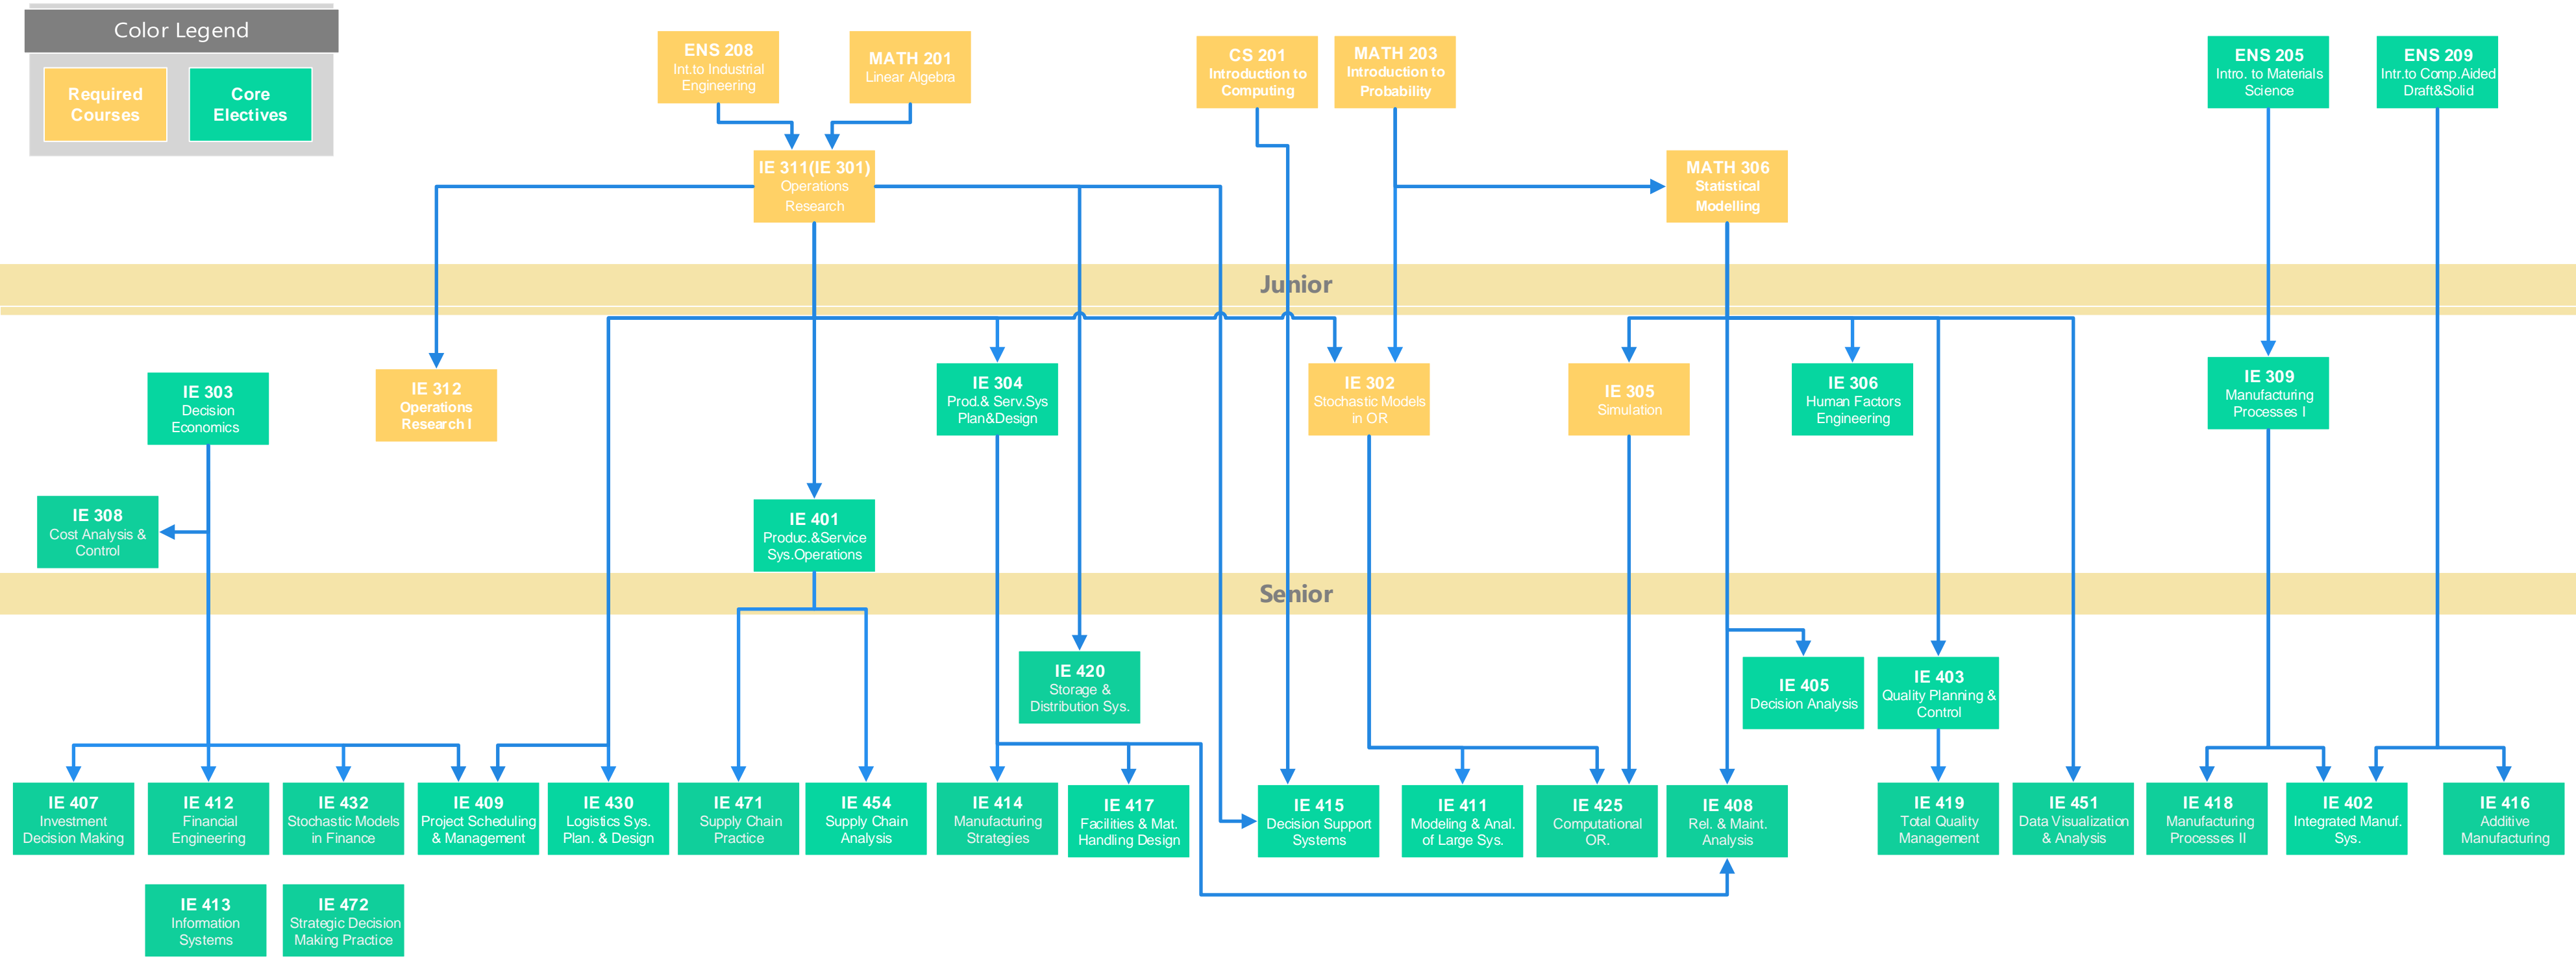 Color Legend
Required
Courses
Core
Electives
ENS 208
Int.to Industrial
Engineering
MATH 201
Linear Algebra
CS 201
Introduction to
Computing
MATH 203
Introduction to
Probability
ENS 205
Intro. to Materials
Science
ENS 209
Intr.to Comp.Aided
Draft&Solid
IE 311(IE 301)
Operations
Research
MATH 306
Statistical
Modelling
Junior
IE 303
Decision
Economics
IE 312
Operations
Research I
IE 304
Prod.& Serv.Sys
Plan&Design
IE 302
Stochastic Models
in OR
IE 305
Simulation
IE 306
Human Factors
Engineering
IE 309
Manufacturing
Processes I
IE 308
Cost Analysis &
Control
IE 401
Produc.&Service
Sys.Operations
Senior
IE 420
Storage &
Distribution Sys.
IE 405
Decision Analysis
IE 403
Quality Planning &
Control
IE 407
Investment
Decision Making
IE 412
Financial
Engineering
IE 432
Stochastic Models
in Finance
IE 409
Project Scheduling
& Management
IE 430
Logistics Sys.
Plan. & Design
IE 471
Supply Chain
Practice
IE 454
Supply Chain
Analysis
IE 414
Manufacturing
Strategies
IE 417
Facilities & Mat.
Handling Design
IE 415
Decision Support
Systems
IE 411
Modeling & Anal.
of Large Sys.
IE 425
Computational
OR.
IE 408
Rel. & Maint.
Analysis
IE 419
Total Quality
Management
IE 451
Data Visualization
& Analysis
IE 418
Manufacturing
Processes II
IE 402
Integrated Manuf.
Sys.
IE 416
Additive
Manufacturing
IE 413
Information
Systems
IE 472
Strategic Decision
Making Practice